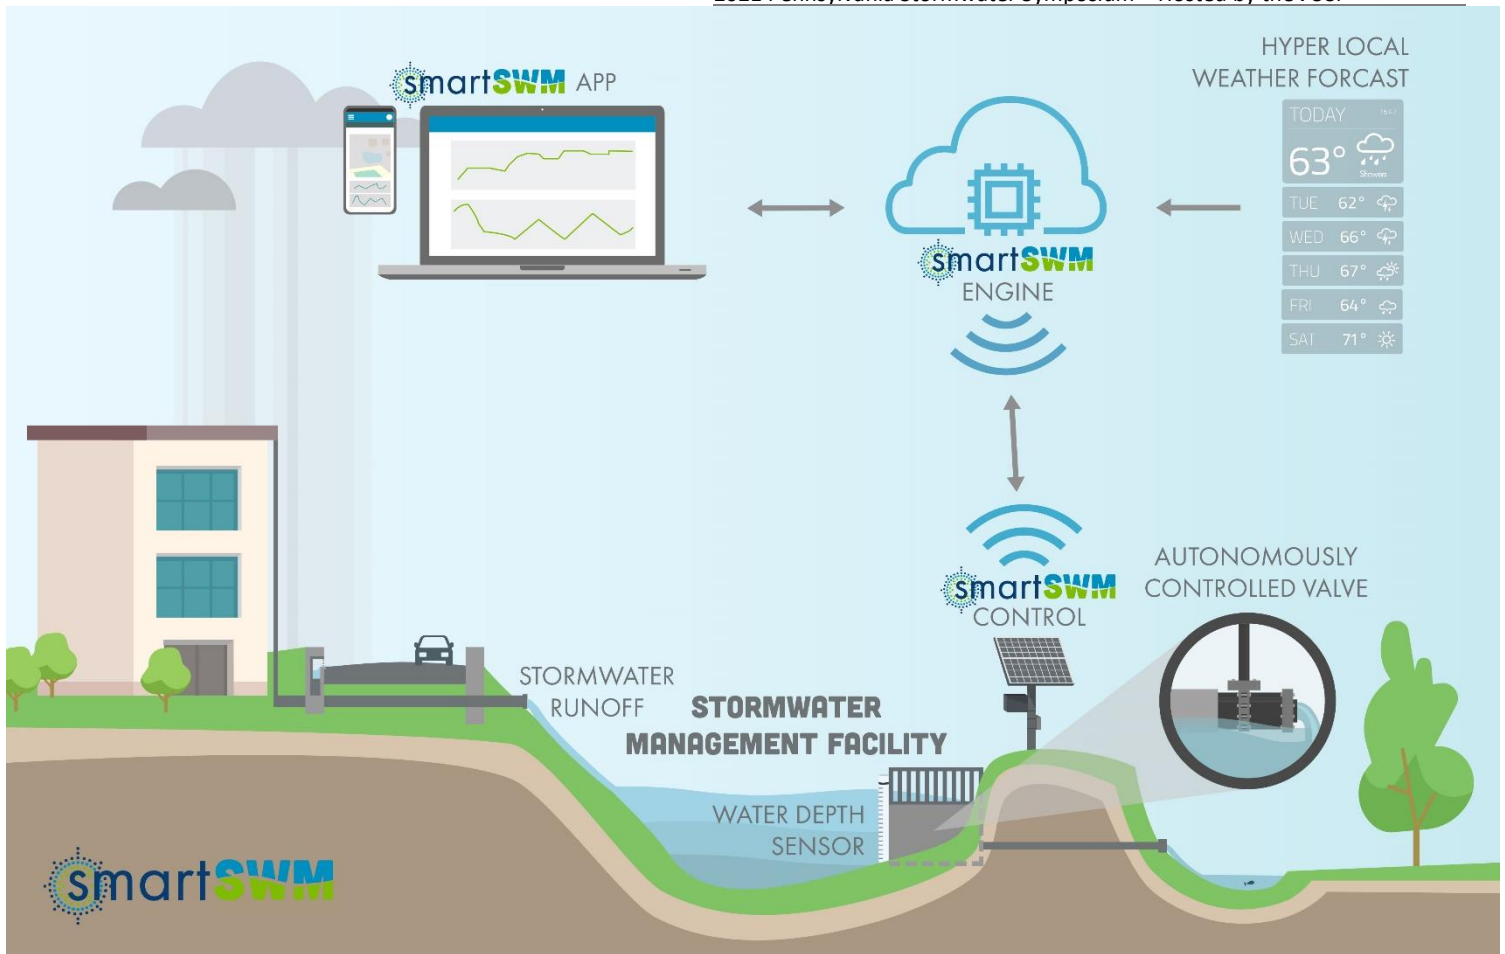 smartSWM APP
HYPER LOCAL
WEATHER FORCAST
TODAY
63°
Showers
TUE 62°
WED 66°
THU 67°
FRI 64°
SAT 71°
smartSWM
ENGINE
smartSWM
CONTROL
AUTONOMOUSLY
CONTROLLED VALVE
STORMWATER
RUNOFF
STORMWATER
MANAGEMENT FACILITY
WATER DEPTH
SENSOR
smartSWM